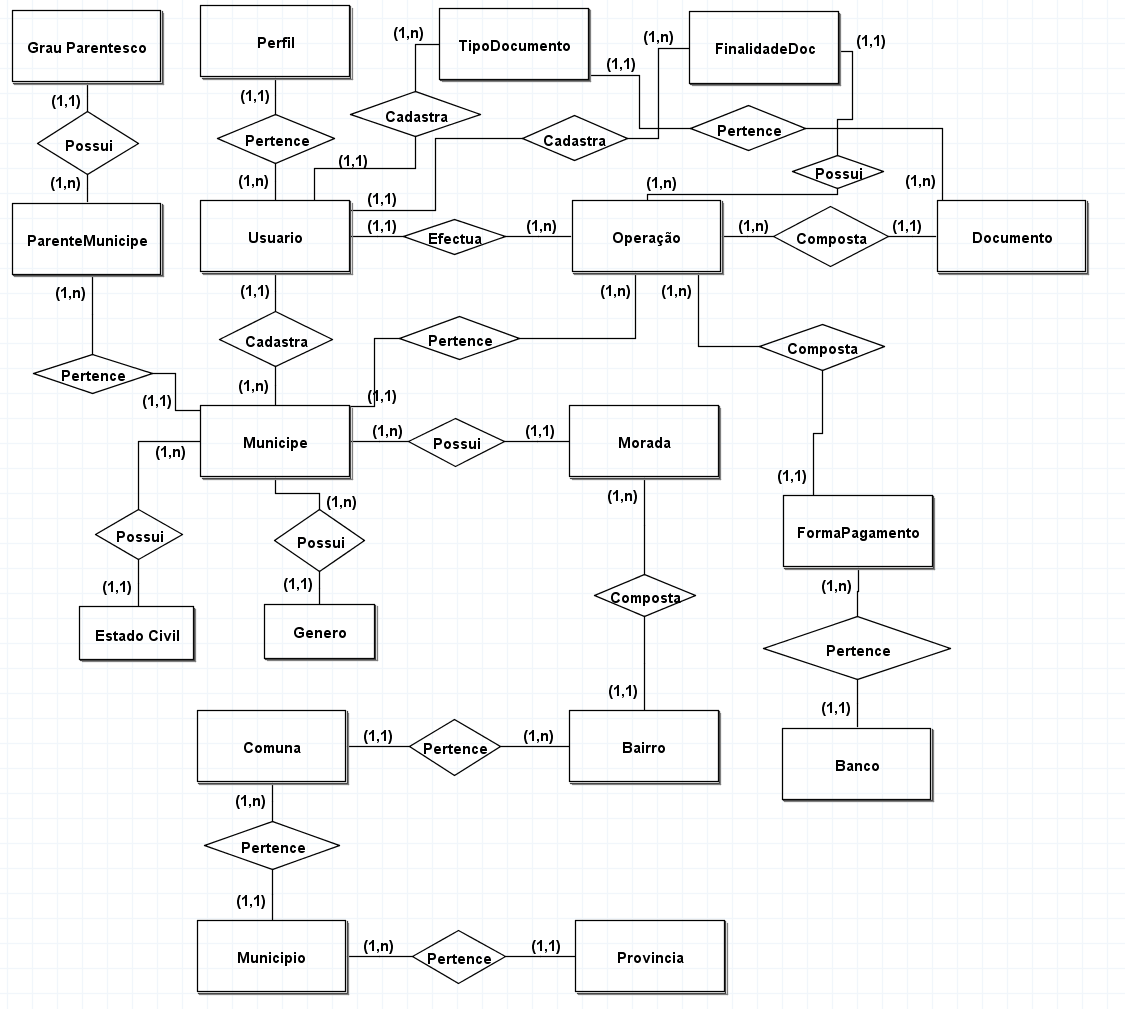 Grau Parentesco
Perfil
TipoDocumento
FinalidadeDoc
(1,n)
(1,n)
(1,1)
(1,1)
(1,1)
(1,1)
Possui
Pertence
Cadastra
Cadastra
Pertence
Possui
(1,1)
(1,n)
(1,n)
(1,n)
(1,n)
(1,1)
ParenteMunicipe
Usuario
(1,1)
Efectua
(1,n)
Operação
(1,n)
Composta
(1,1)
Documento
(1,n)
(1,1)
(1,n)
(1,n)
Cadastra
Pertence
Composta
Pertence
(1,n)
(1,1)
(1,1)
Municipe
(1,n)
Possui
(1,1)
Morada
(1,n)
(1,n)
(1,n)
(1,1)
Possui
Possui
FormaPagamento
(1,1)
(1,1)
(1,n)
Composta
Estado Civil
Genero
Pertence
(1,1)
(1,1)
Comuna
(1,1)
Pertence
(1,n)
Bairro
Banco
(1,n)
Pertence
(1,1)
Municipio
(1,n)
Pertence
(1,1)
Provincia